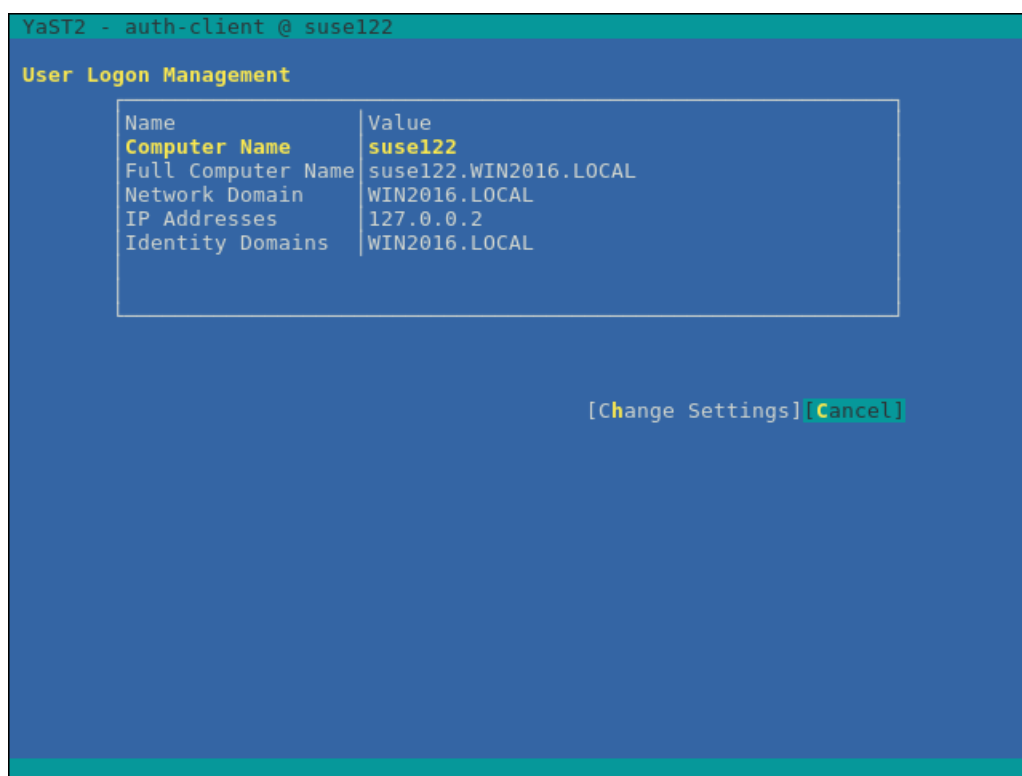 YaST2 - auth-client @ suse122
User Logon Management
Name Value
Computer Name suse122
Full Computer Name suse122.WIN2016.LOCAL
Network Domain WIN2016.LOCAL
IP Addresses 127.0.0.2
Identity Domains WIN2016.LOCAL
[Change Settings][Cancel]